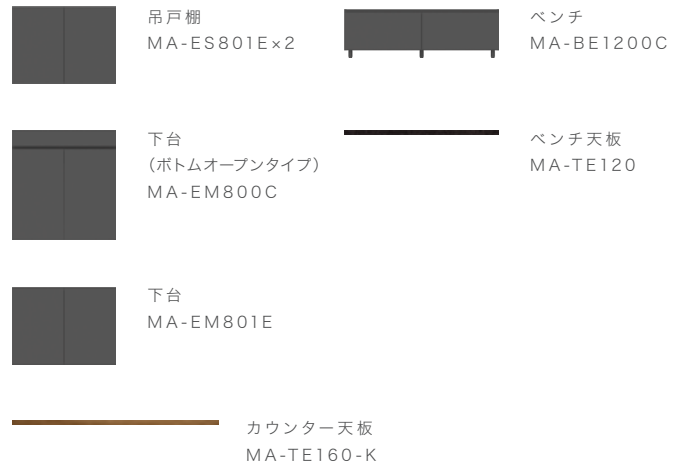 吊戸棚
MA-ES801E×2
下台
（ボトムオープンタイプ）
MA-EM800C
下台
MA-EM801E
カウンター天板
MA-TE160-K
ベンチ
MA-BE1200C
ベンチ天板
MA-TE120